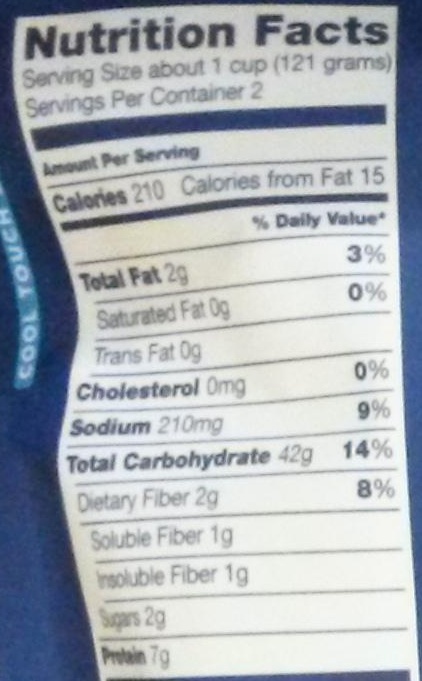 Nutrition Facts
Serving Size about 1 cup (121 grams)
Servings Per Container 2
Amount Per Serving
Calories 210 Calories from Fat 15
% Daily Value*
Total Fat 2g 3%
Saturated Fat 0g 0%
Trans Fat 0g
Cholesterol 0mg 0%
Sodium 210mg 9%
Total Carbohydrate 42g 14%
Dietary Fiber 2g 8%
Soluble Fiber 1g
Insoluble Fiber 1g
Sugars 2g
Protein 7g
COOL TOUCH